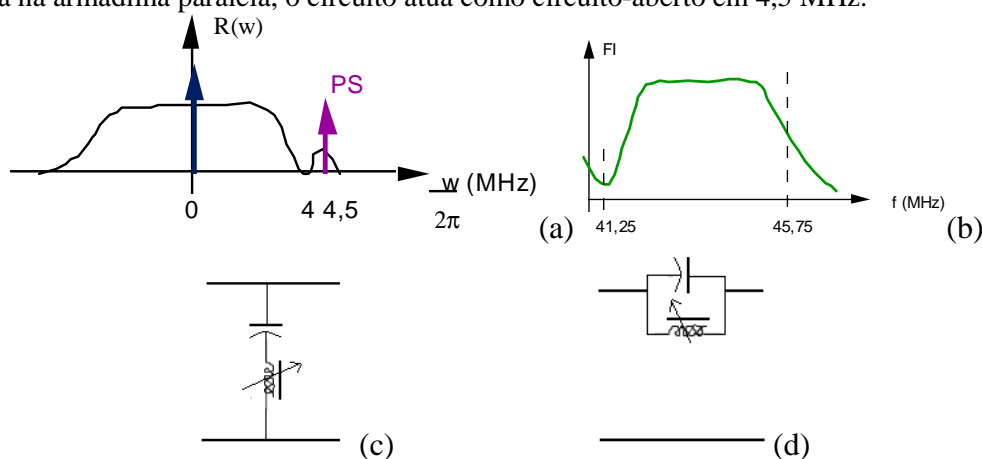 na armadilha paralela, o circuito atua como circuito-aberto em 4,5 MHz.
R(w)
PS
w (MHz)
2π
0
4 4,5
(a)
FI
f (MHz)
41,25
45,75
(b)
(c)
(d)